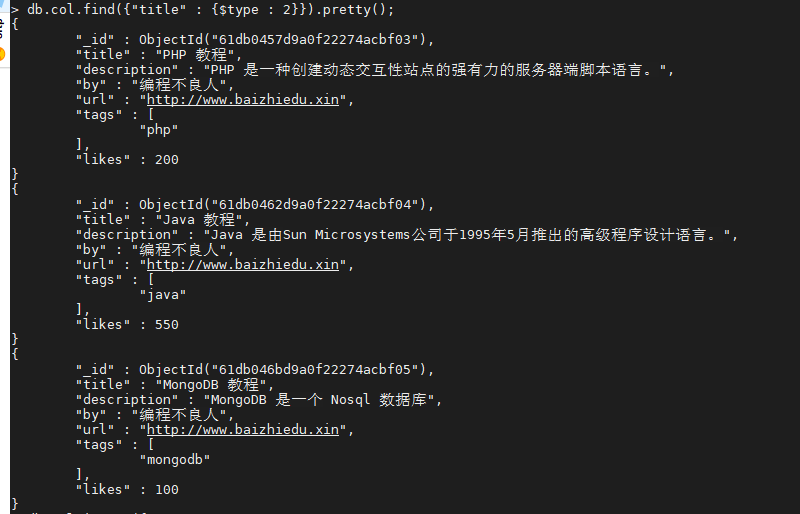 > db.col.find({"title" : {$type : 2}}).pretty();
{
"_id" : ObjectId("61db0457d9a0f22274acbf03"),
"title" : "PHP 教程",
"description" : "PHP 是一种创建动态交互性站点的强有力的服务器端脚本语言。",
"by" : "编程不良人",
"url" : "http://www.baizhiedu.xin",
"tags" : [
"php"
],
"likes" : 200
}
{
"_id" : ObjectId("61db0462d9a0f22274acbf04"),
"title" : "Java 教程",
"description" : "Java 是由Sun Microsystems公司于1995年5月推出的高级程序设计语言。",
"by" : "编程不良人",
"url" : "http://www.baizhiedu.xin",
"tags" : [
"java"
],
"likes" : 550
}
{
"_id" : ObjectId("61db046bd9a0f22274acbf05"),
"title" : "MongoDB 教程",
"description" : "MongoDB 是一个 Nosql 数据库",
"by" : "编程不良人",
"url" : "http://www.baizhiedu.xin",
"tags" : [
"mongodb"
],
"likes" : 100
}